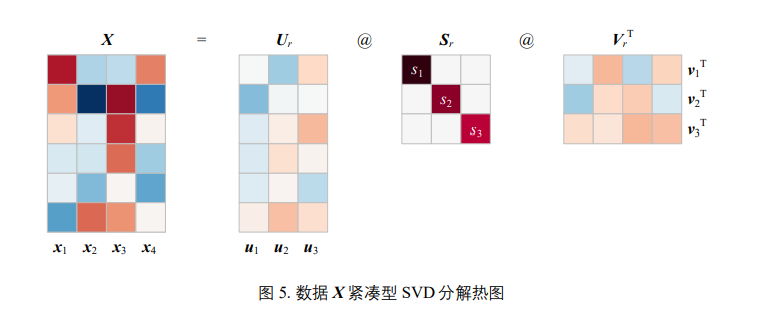 X = U_r @ S_r @ V_r^T
s_1
s_2
s_3
v_1^T
v_2^T
v_3^T
x_1 x_2 x_3 x_4 u_1 u_2 u_3
图 5. 数据 X 紧凑型 SVD 分解热图